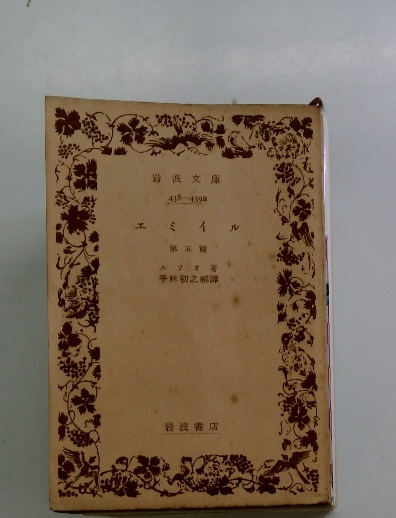 岩波文庫
438—439a
エミイル
第五篇
ルソオ著
平林初之輔譯
岩波書店